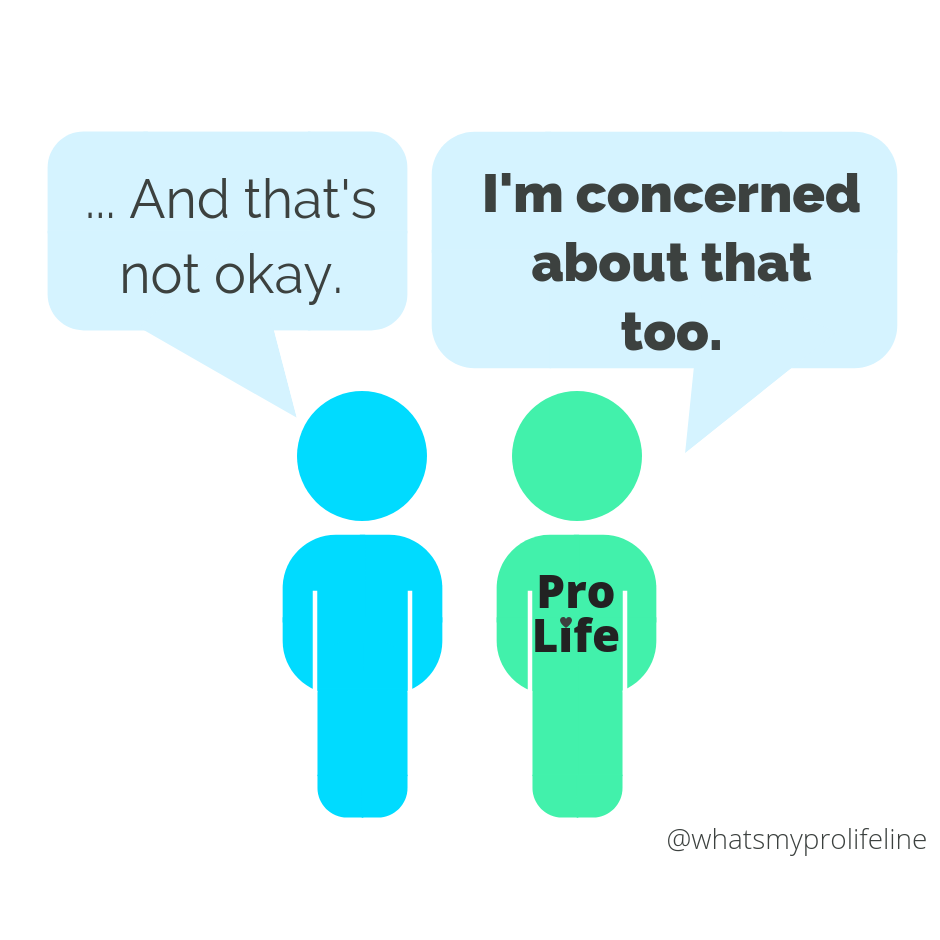 ... And that's
not okay.
I'm concerned
about that
too.
Pro
Life
@whatsmyprolifeline